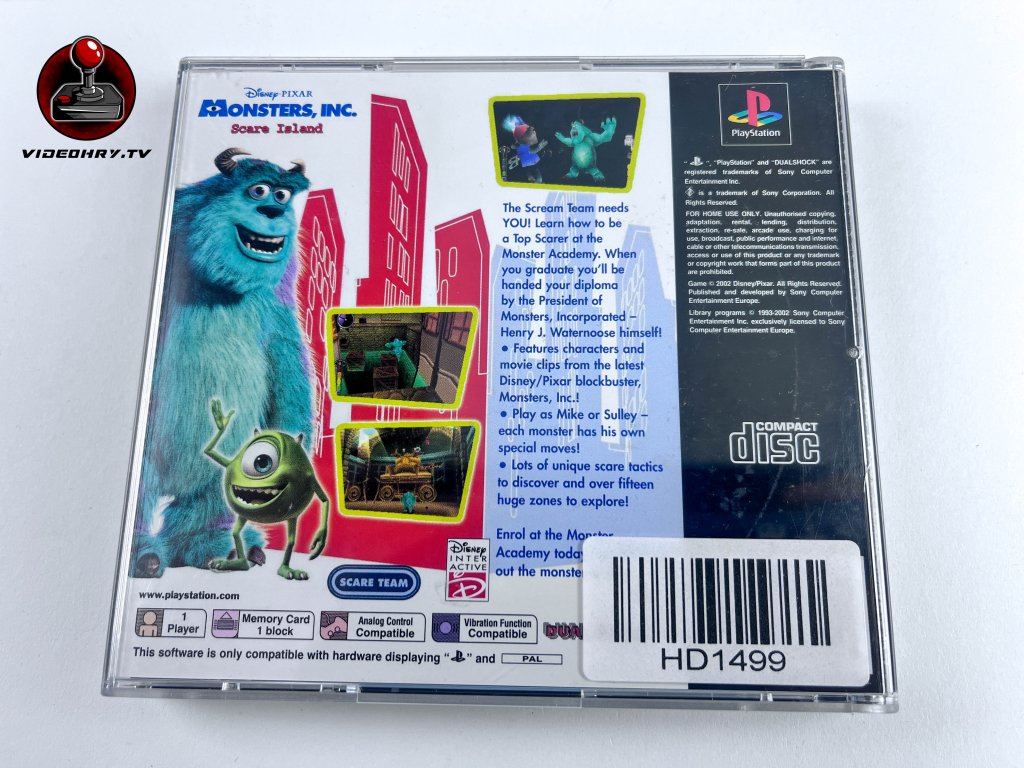 VIDEOHRY.TV
Disney·PIXAR
MONSTERS, INC.
Scare Island
The Scream Team needs
YOU! Learn how to be
a Top Scarer at the
Monster Academy. When
you graduate you'll be
handed your diploma
by the President of
Monsters, Incorporated –
Henry J. Waternoose himself!
• Features characters and
movie clips from the latest
Disney/Pixar blockbuster,
Monsters, Inc.!
• Play as Mike or Sulley –
each monster has his own
special moves!
• Lots of unique scare tactics
to discover and over fifteen
huge zones to explore!
Enrol at the Monster
Academy today
out the monster
PlayStation
" ", "PlayStation" and "DUALSHOCK" are
registered trademarks of Sony Computer
Entertainment Inc.
is a trademark of Sony Corporation. All
Rights Reserved.
FOR HOME USE ONLY. Unauthorised copying,
adaptation, rental, lending, distribution,
extraction, re-sale, arcade use, charging for
use, broadcast, public performance and internet,
cable or other telecommunications transmission,
access or use of this product or any trademark
or copyright work that forms part of this product
are prohibited.
Game © 2002 Disney/Pixar. All Rights Reserved.
Published and developed by Sony Computer
Entertainment Europe.
Library programs © 1993-2002 Sony Computer
Entertainment Inc. exclusively licensed to Sony
Computer Entertainment Europe.
COMPACT
disc
Disney
INTER
ACTIVE
D
SCARE TEAM
www.playstation.com
1
Player
Memory Card
1 block
Analog Control
Compatible
Vibration Function
Compatible
This software is only compatible with hardware displaying " " and PAL
HD1499